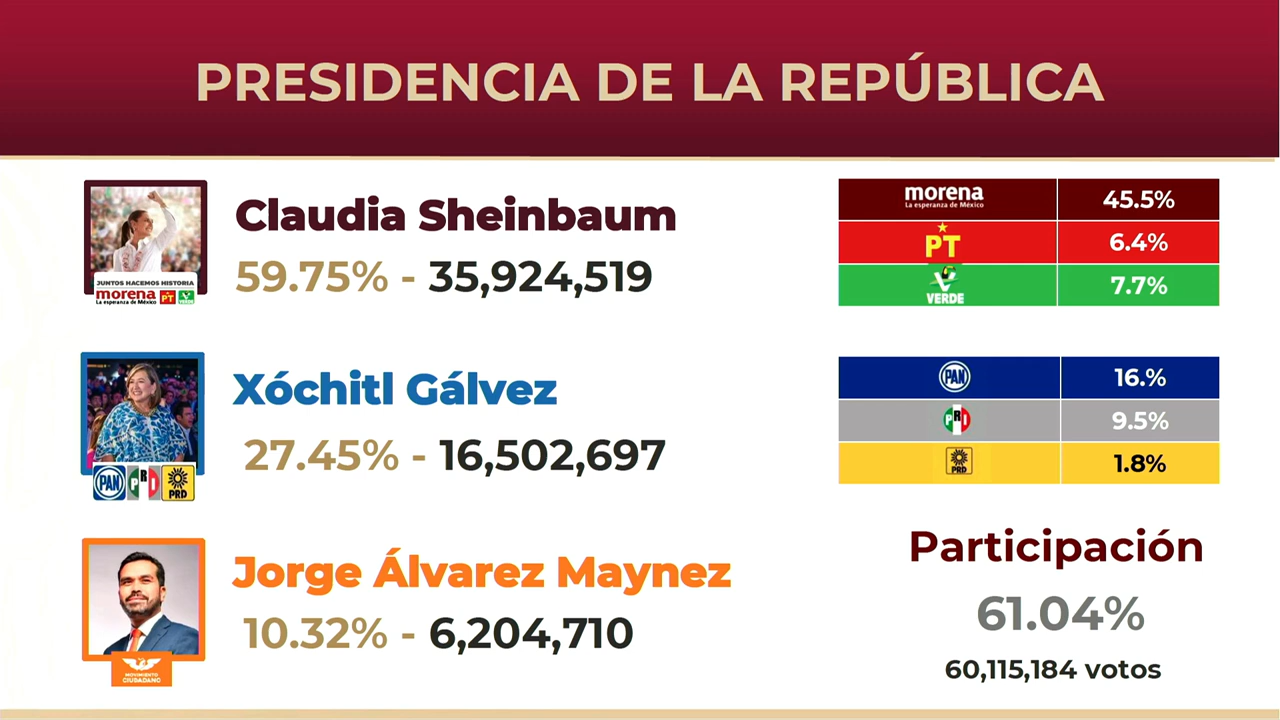 PRESIDENCIA DE LA REPÚBLICA
Claudia Sheinbaum
59.75% - 35,924,519
JUNTOS HACEMOS HISTORIA
morena
La esperanza de México
PT
VERDE
morena
La esperanza de México
45.5%
PT
6.4%
VERDE
7.7%
Xóchitl Gálvez
27.45% - 16,502,697
PAN
PRI
PRD
PAN
16.%
PRI
9.5%
PRD
1.8%
Jorge Álvarez Maynez
10.32% - 6,204,710
MOVIMIENTO
CIUDADANO
Participación
61.04%
60,115,184 votos